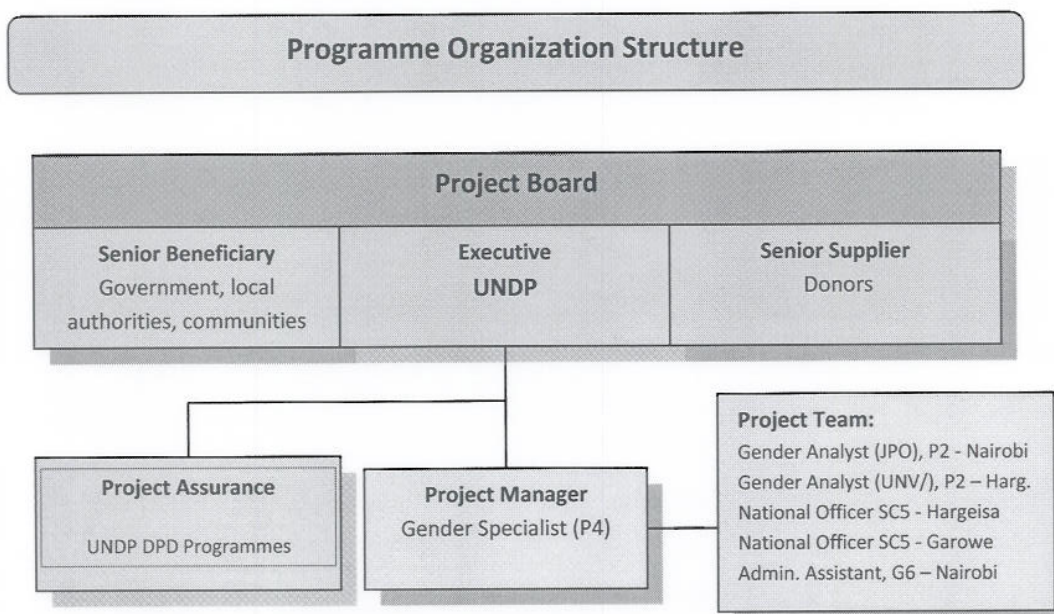 Programme Organization Structure
Project Board
Senior Beneficiary
Government, local
authorities, communities
Executive
UNDP
Senior Supplier
Donors
Project Assurance
UNDP DPD Programmes
Project Manager
Gender Specialist (P4)
Project Team:
Gender Analyst (JPO), P2 - Nairobi
Gender Analyst (UNV/), P2 – Harg.
National Officer SC5 - Hargeisa
National Officer SC5 - Garowe
Admin. Assistant, G6 – Nairobi